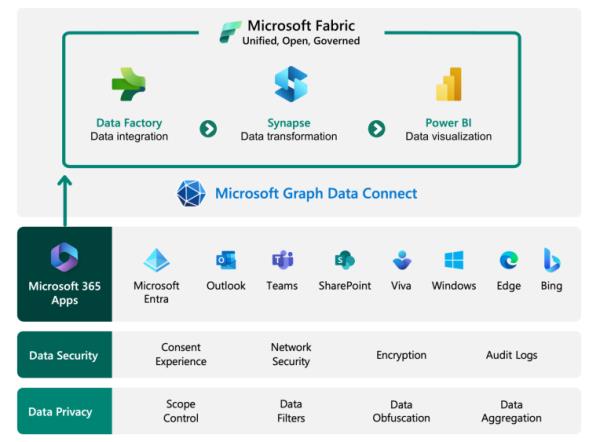 Microsoft Fabric
Unified, Open, Governed
Data Factory
Data integration
Synapse
Data transformation
Power BI
Data visualization
Microsoft Graph Data Connect
Microsoft 365
Apps
Microsoft
Entra
Outlook
Teams
SharePoint
Viva
Windows
Edge
Bing
Data Security
Consent
Experience
Network
Security
Encryption
Audit Logs
Data Privacy
Scope
Control
Data
Filters
Data
Obfuscation
Data
Aggregation